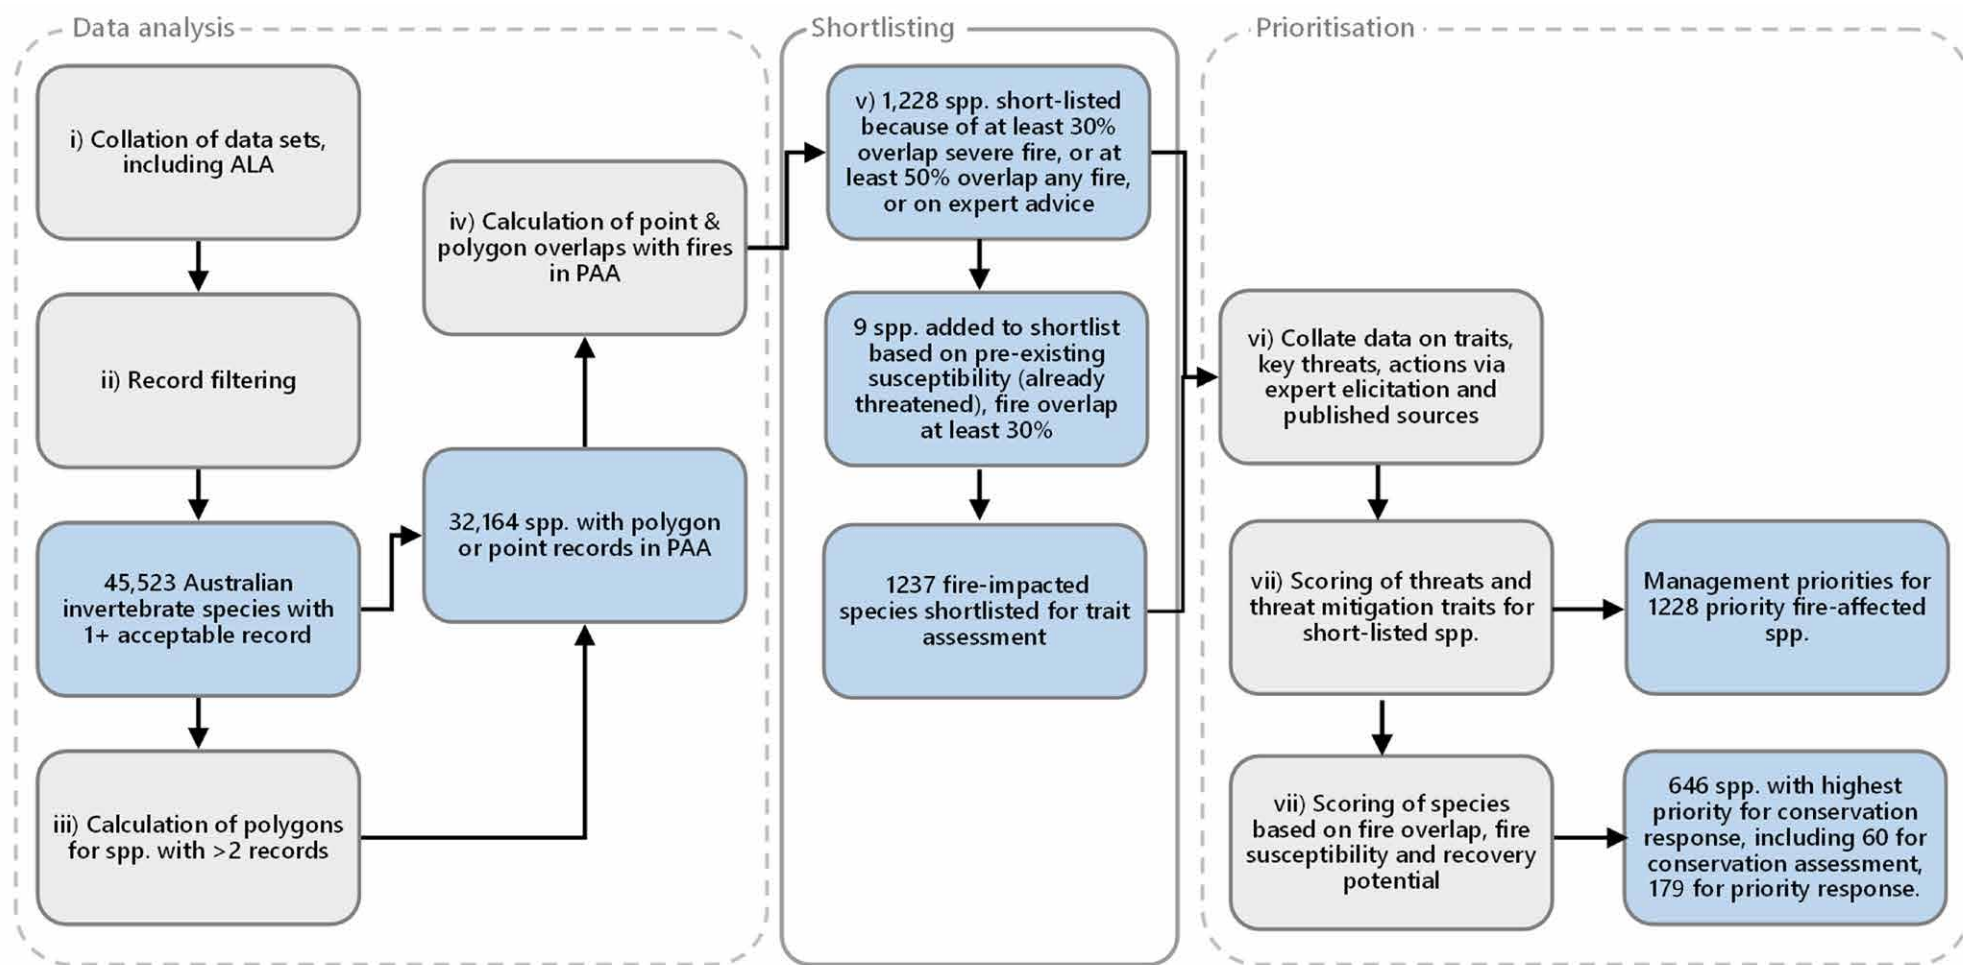 Data analysis
i) Collation of data sets,
including ALA
ii) Record filtering
45,523 Australian
invertebrate species with
1+ acceptable record
iii) Calculation of polygons
for spp. with >2 records
iv) Calculation of point &
polygon overlaps with fires
in PAA
32,164 spp. with polygon
or point records in PAA
Shortlisting
v) 1,228 spp. short-listed
because of at least 30%
overlap severe fire, or at
least 50% overlap any fire,
or on expert advice
9 spp. added to shortlist
based on pre-existing
susceptibility (already
threatened), fire overlap
at least 30%
1237 fire-impacted
species shortlisted for trait
assessment
Prioritisation
vi) Collate data on traits,
key threats, actions via
expert elicitation and
published sources
vii) Scoring of threats and
threat mitigation traits for
short-listed spp.
Management priorities for
1228 priority fire-affected
spp.
vii) Scoring of species
based on fire overlap, fire
susceptibility and recovery
potential
646 spp. with highest
priority for conservation
response, including 60 for
conservation assessment,
179 for priority response.